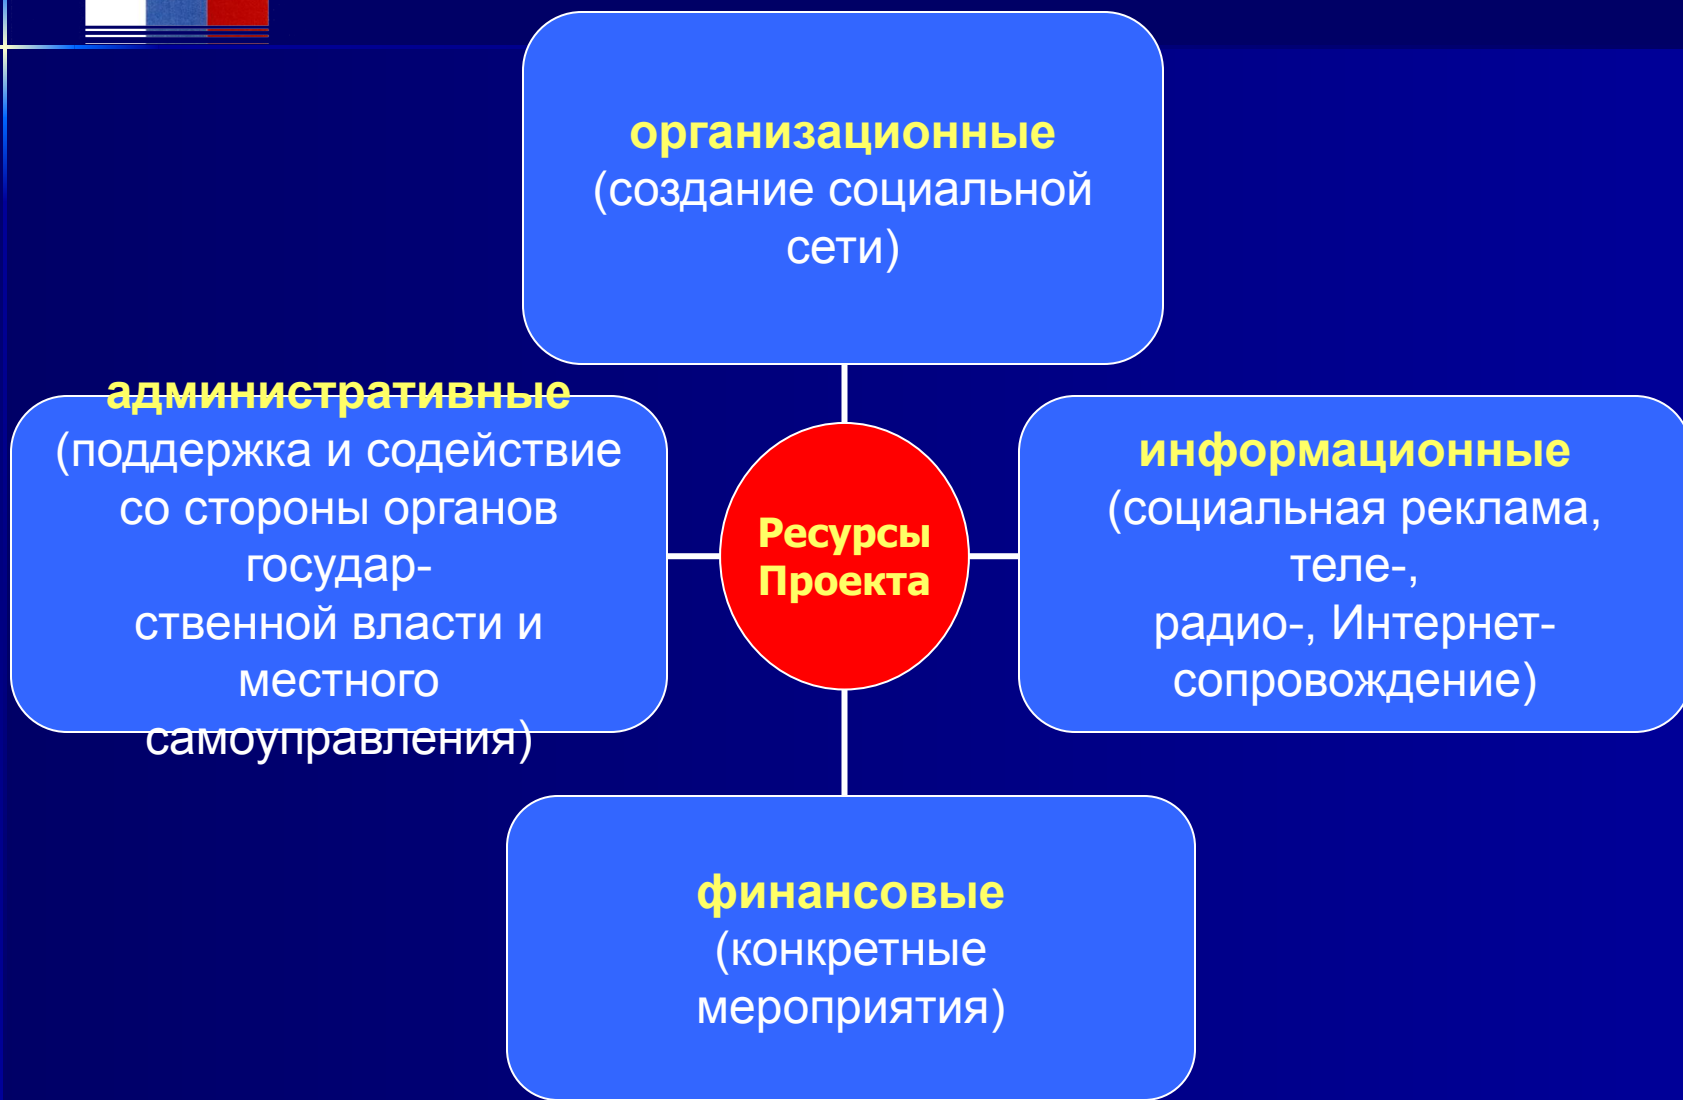 организационные
(создание социальной
сети)
административные
(поддержка и содействие
со стороны органов
государ-
ственной власти и
местного
самоуправления)
Ресурсы
Проекта
информационные
(социальная реклама,
теле-,
радио-, Интернет-
сопровождение)
финансовые
(конкретные
мероприятия)